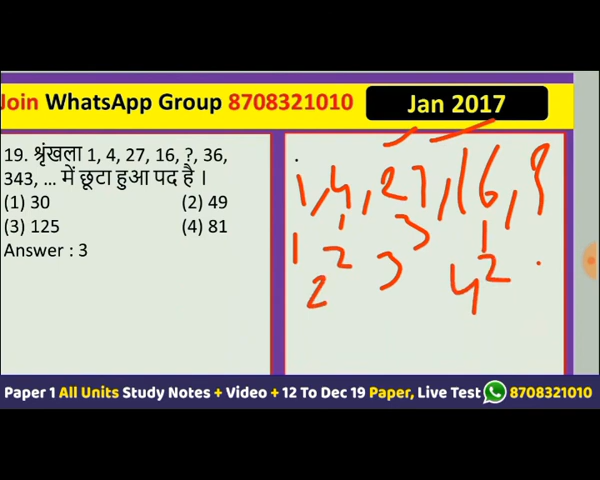 Join WhatsApp Group 8708321010
Jan 2017
19. श्रृंखला 1, 4, 27, 16, ?, 36,
343, ... में छूटा हुआ पद है ।
(1) 30 (2) 49
(3) 125 (4) 81
Answer : 3
1, 4, 27, 16, ?
1 2² 3³ 4²
Paper 1 All Units Study Notes + Video + 12 To Dec 19 Paper, Live Test 8708321010